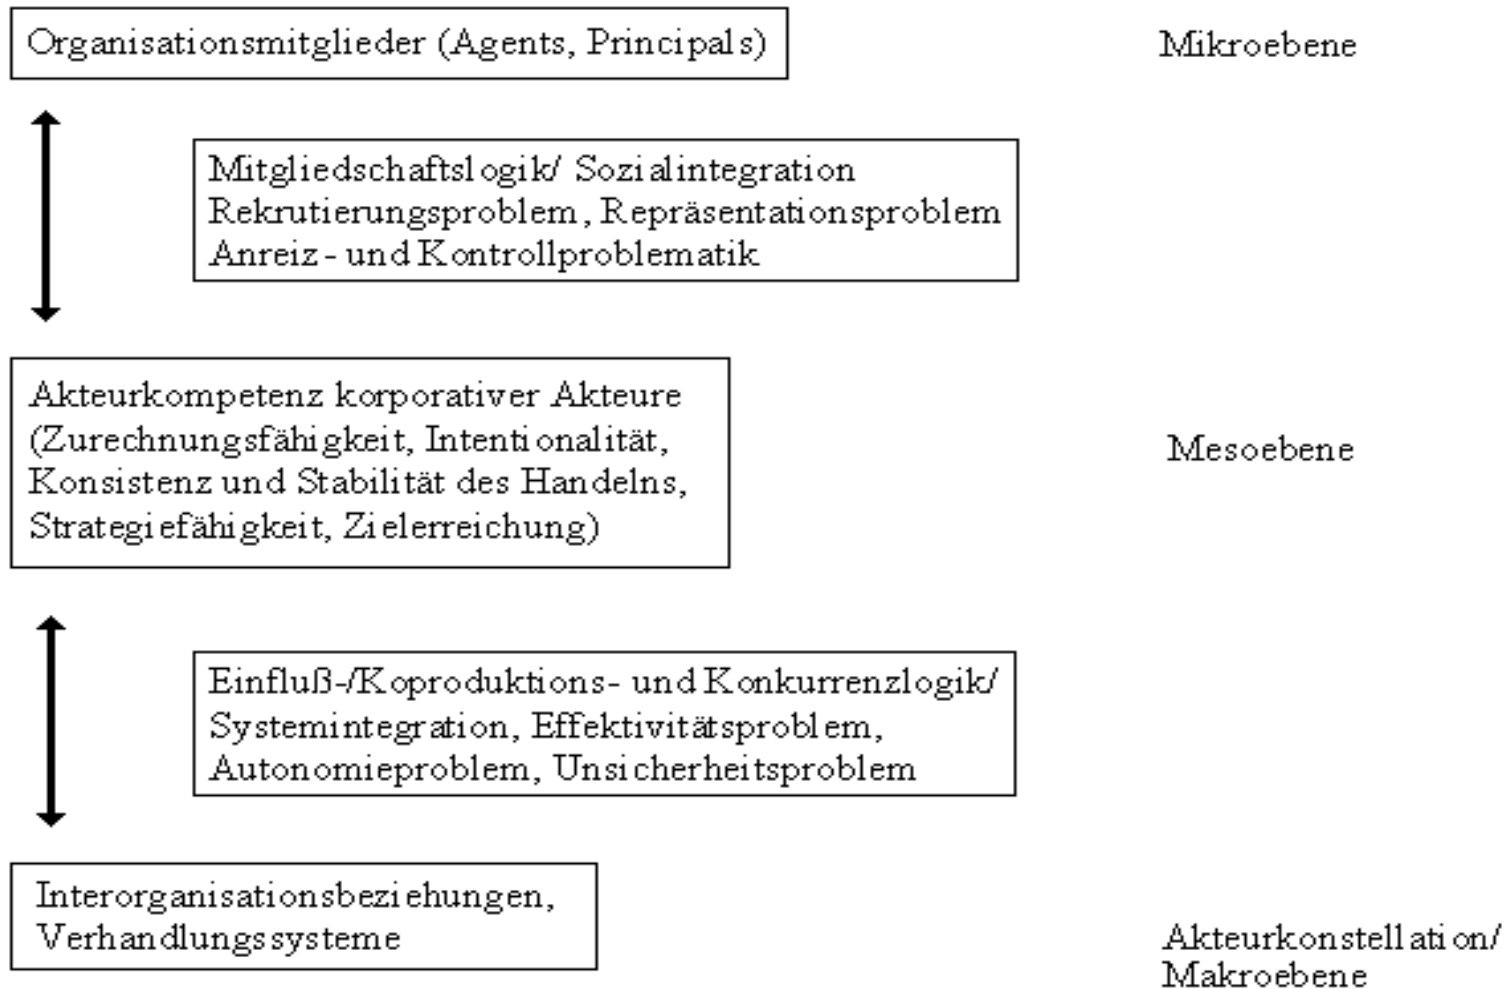 Organisationsmitglieder (Agents, Principals)
Mikroebene
Mitgliedschaftslogik/ Sozialintegration
Rekrutierungsproblem, Repräsentationsproblem
Anreiz- und Kontrollproblematik
Akteurkompetenz korporativer Akteure
(Zurechnungsfähigkeit, Intentionalität,
Konsistenz und Stabilität des Handelns,
Strategiefähigkeit, Zielerreichung)
Mesoebene
Einfluß-/Koproduktions- und Konkurrenzlogik/
Systemintegration, Effektivitätsproblem,
Autonomieproblem, Unsicherheitsproblem
Interorganisationsbeziehungen,
Verhandlungssysteme
Akteurkonstellation/
Makroebene